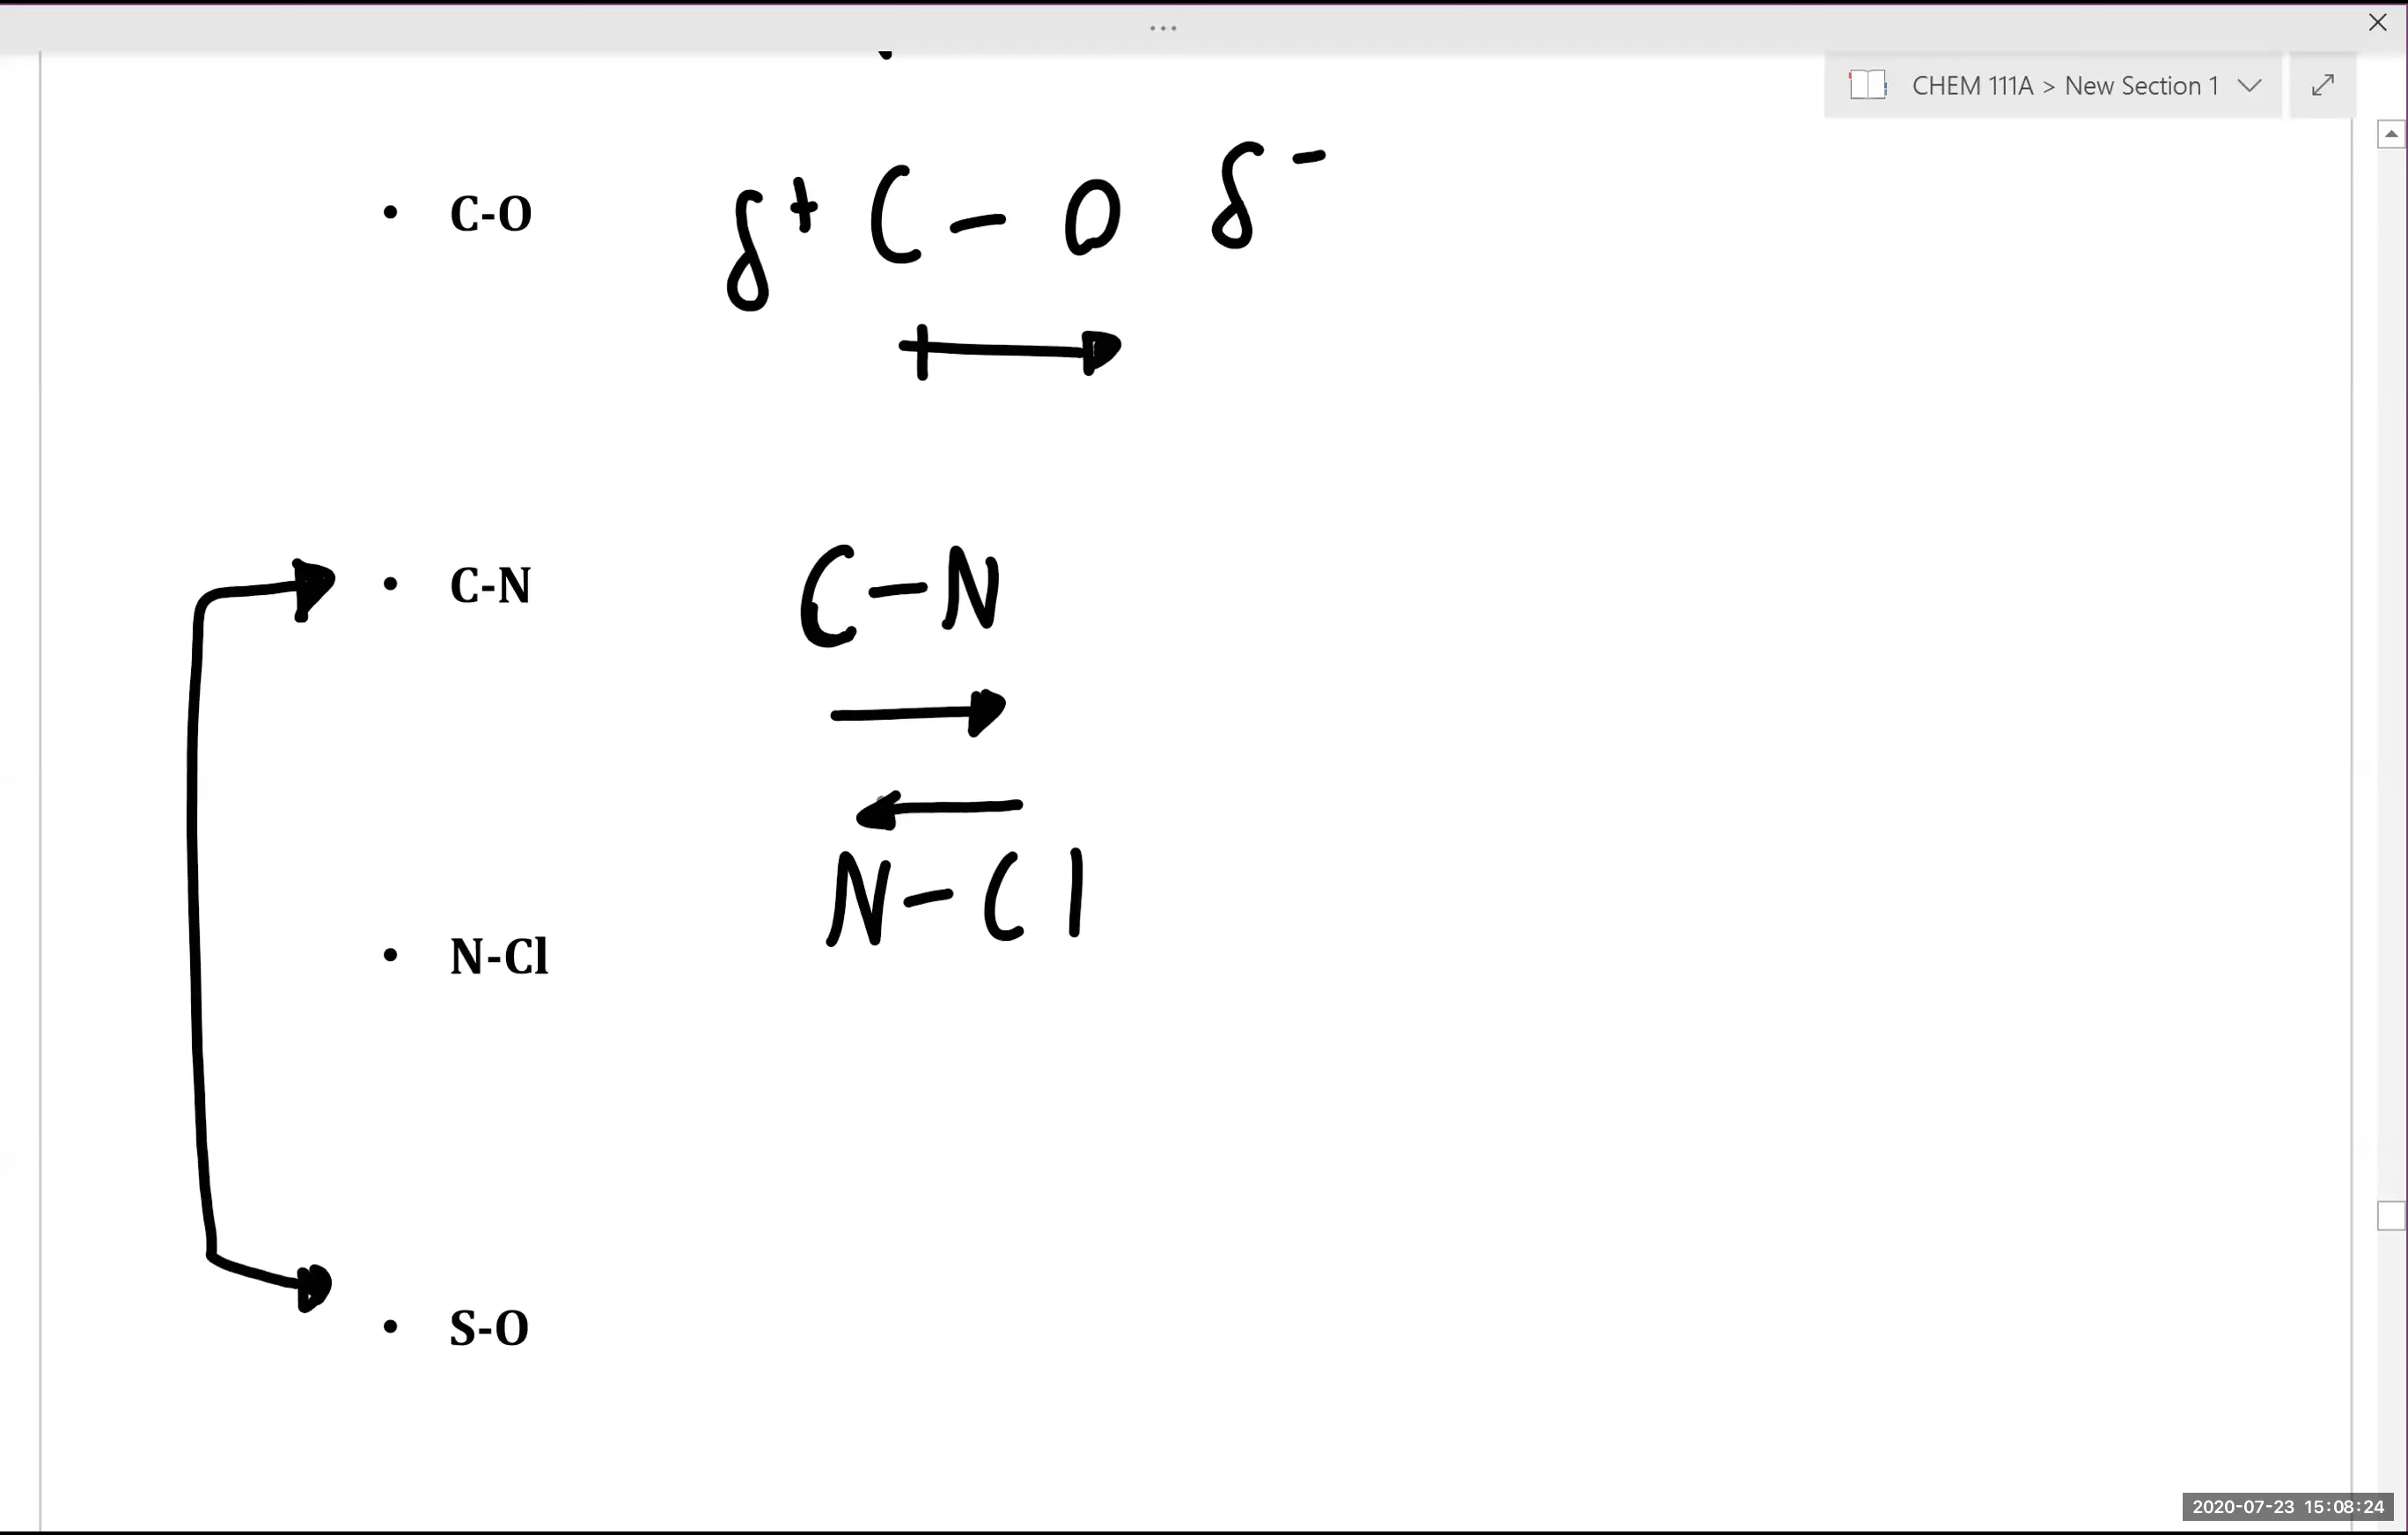 ...
CHEM 111A > New Section 1
• C-O δ+ C – O δ-
• C-N C – N
N – Cl
• N-Cl
• S-O
2020-07-23 15:08:24